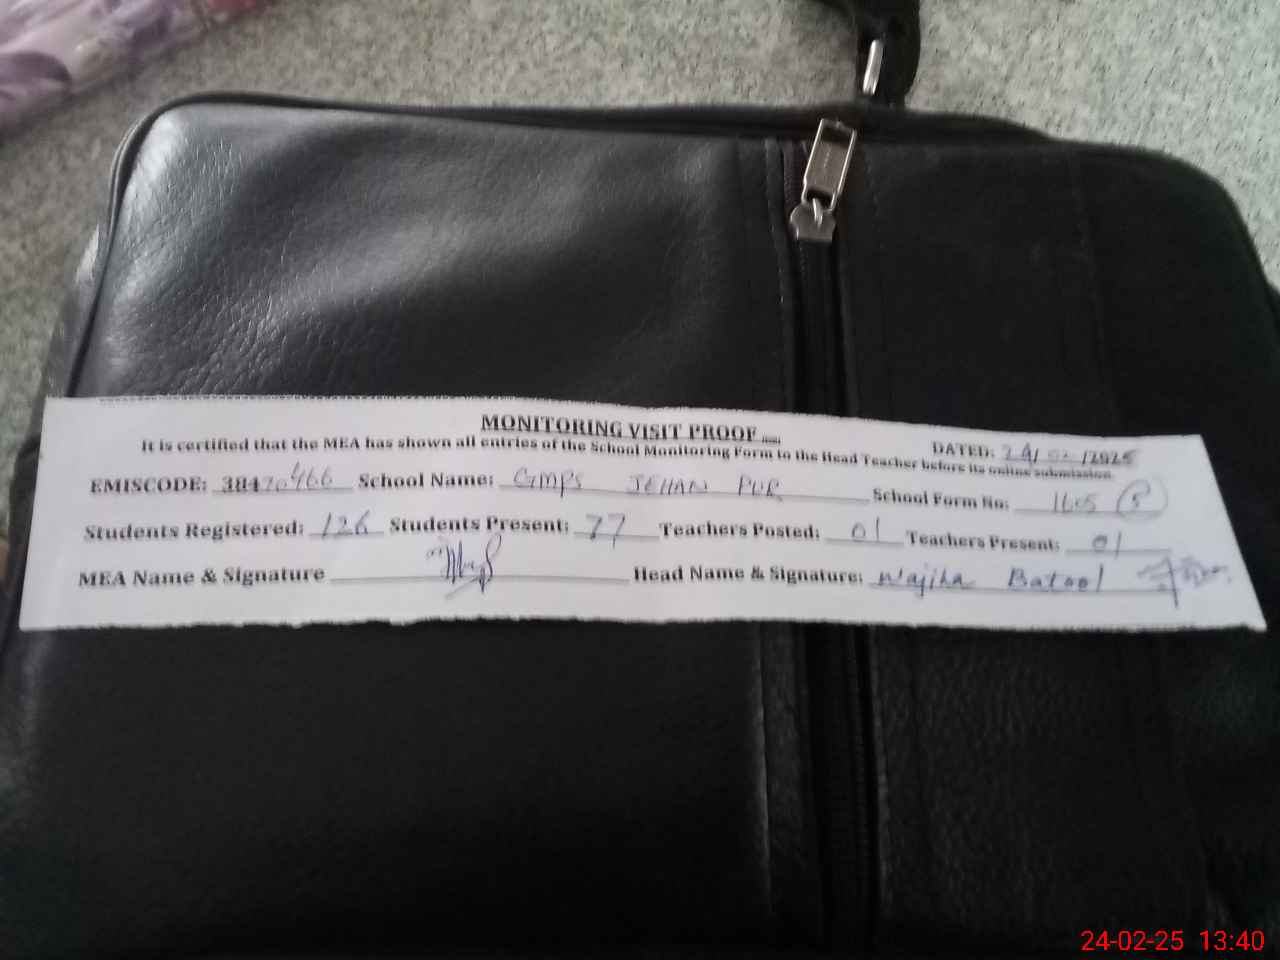 MONITORING VISIT PROOF
DATED: 24/02/2025
It is certified that the MEA has shown all entries of the School Monitoring Form to the Head Teacher before its online submission.
EMISCODE: 38420466 School Name: GMPS JEHAN PUR School Form No: 1605 (5)
Students Registered: 126 Students Present: 77 Teachers Posted: 01 Teachers Present: 01
MEA Name & Signature Head Name & Signature: Wajiha Batool
24-02-25 13:40